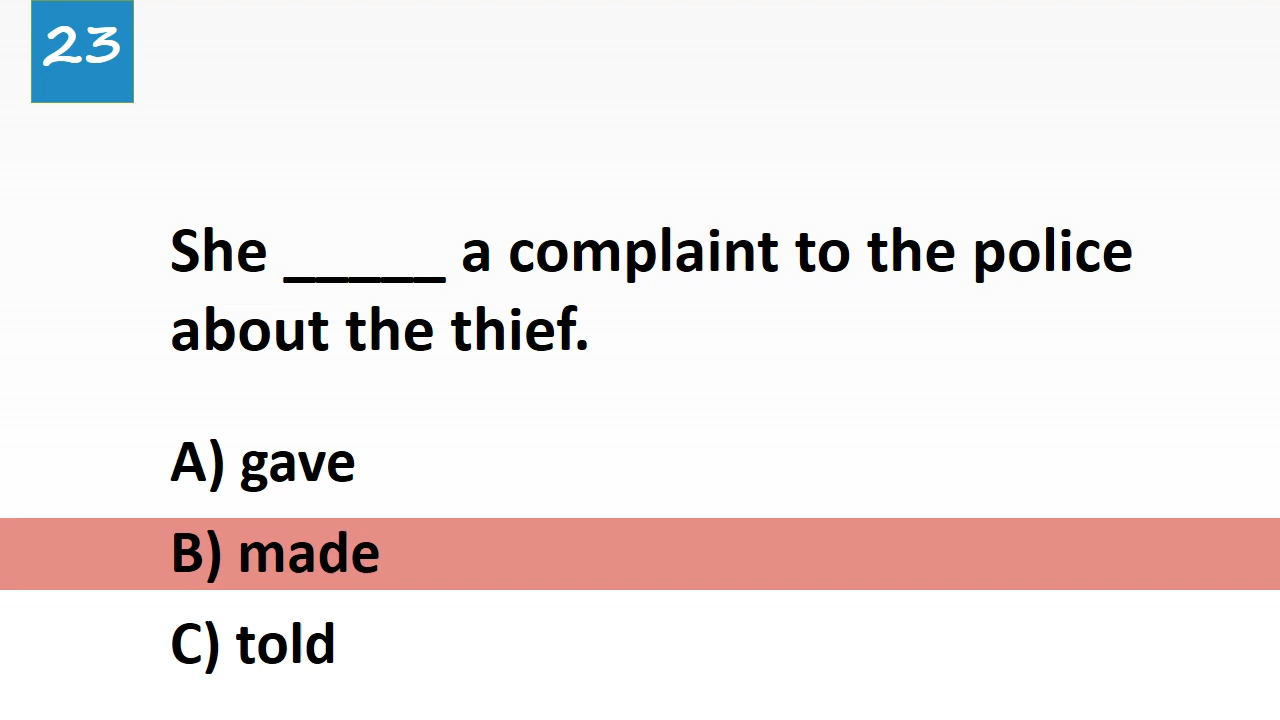 23
She _____ a complaint to the police
about the thief.
A) gave
B) made
C) told